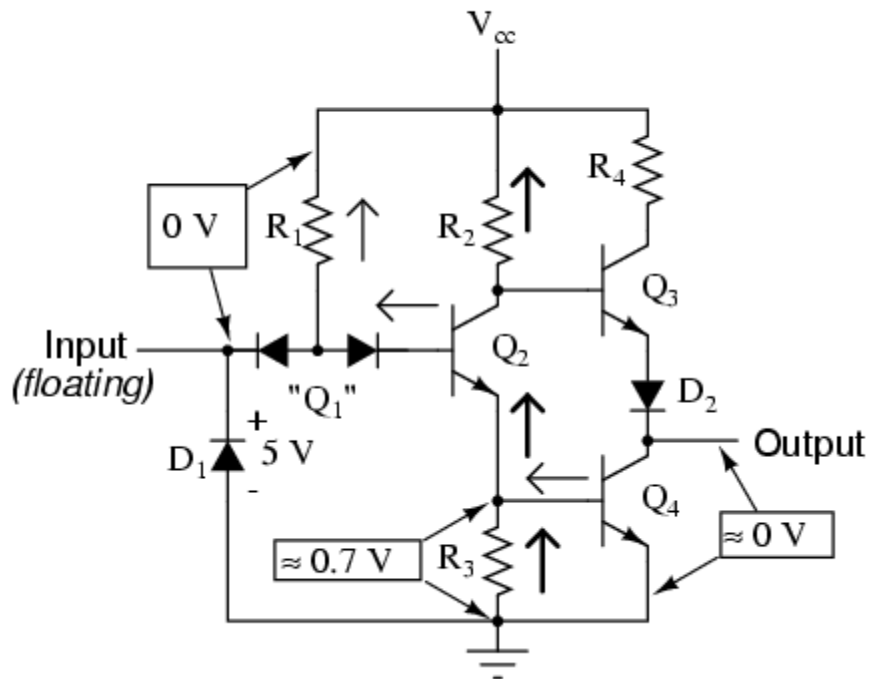 Vcc
R4
0 V
R1
R2
Q3
Input
(floating)
Q2
"Q1"
D2
+
D1
5 V
-
Output
Q4
≈ 0.7 V
R3
≈ 0 V